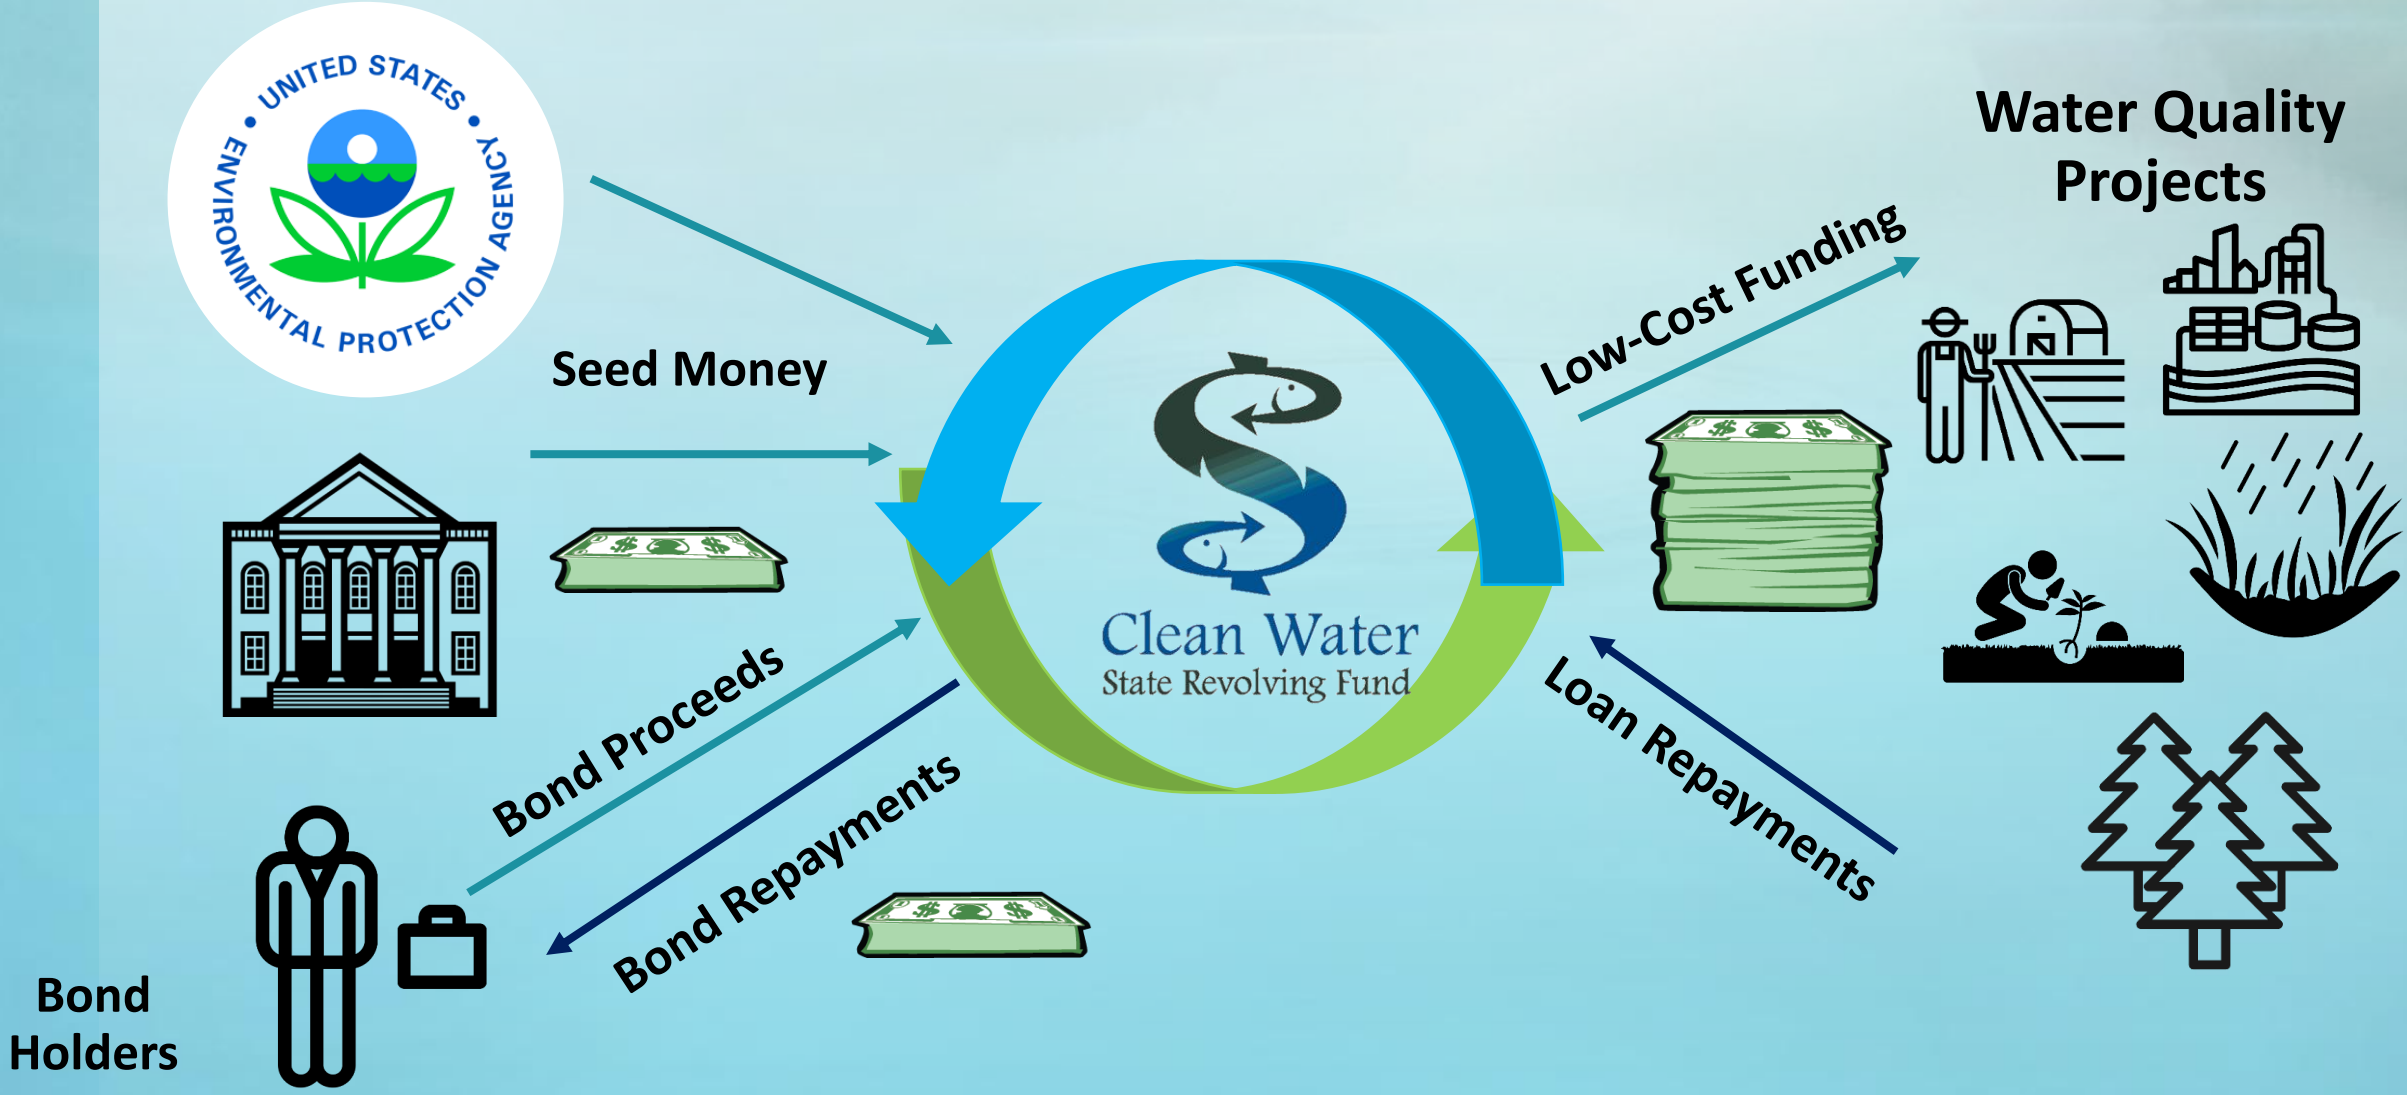 UNITED STATES • ENVIRONMENTAL PROTECTION AGENCY •
Seed Money
Bond Proceeds
Bond Repayments
Bond
Holders
Clean Water
State Revolving Fund
Low-Cost Funding
Loan Repayments
Water Quality
Projects